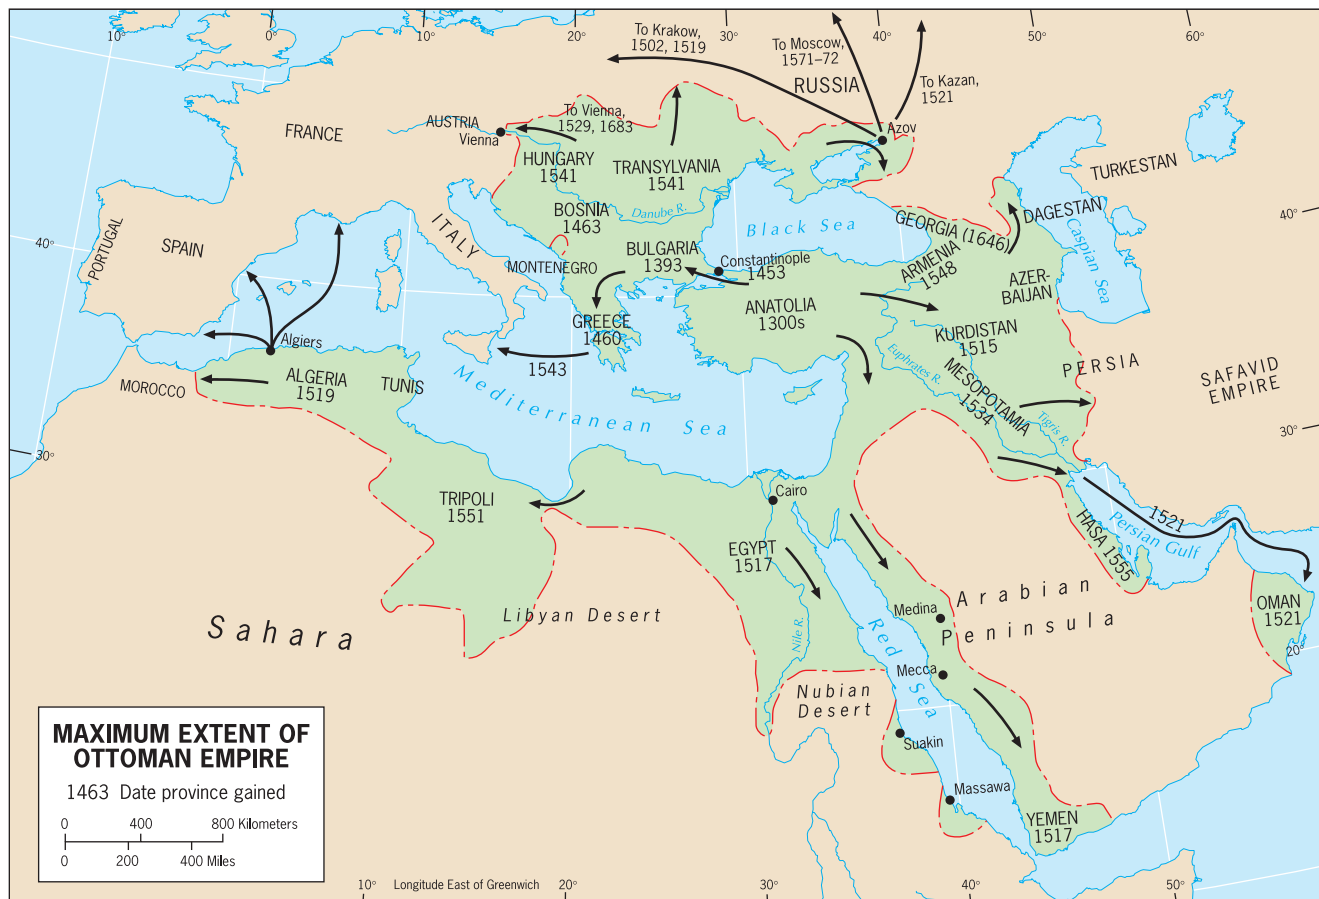 10°
0°
10°
20°
30°
40°
50°
60°
To Krakow,
1502, 1519
To Moscow,
1571–72
RUSSIA
To Kazan,
1521
Azov
FRANCE
AUSTRIA
Vienna
To Vienna,
1529, 1683
HUNGARY
1541
TRANSYLVANIA
1541
TURKESTAN
DAGESTAN
Caspian Sea
40°
40°
PORTUGAL
SPAIN
ITALY
BOSNIA
1463
Danube R.
Black Sea
GEORGIA (1646)
ARMENIA
1548
AZER-
BAIJAN
MONTENEGRO
BULGARIA
1393
Constantinople
1453
ANATOLIA
1300s
GREECE
1460
KURDISTAN
1515
PERSIA
SAFAVID
EMPIRE
Algiers
1543
Euphrates R.
MESOPOTAMIA
1534
Tigris R.
MOROCCO
ALGERIA
1519
TUNIS
Mediterranean Sea
30°
30°
TRIPOLI
1551
Cairo
EGYPT
1517
1521
Persian Gulf
HASA 1555
OMAN
1521
20°
Sahara
Libyan Desert
Nile R.
Red Sea
Medina
Arabian
Peninsula
Mecca
Nubian
Desert
Suakin
Massawa
YEMEN
1517
MAXIMUM EXTENT OF
OTTOMAN EMPIRE
1463 Date province gained
0 400 800 Kilometers
0 200 400 Miles
10° Longitude East of Greenwich 20° 30° 40° 50°